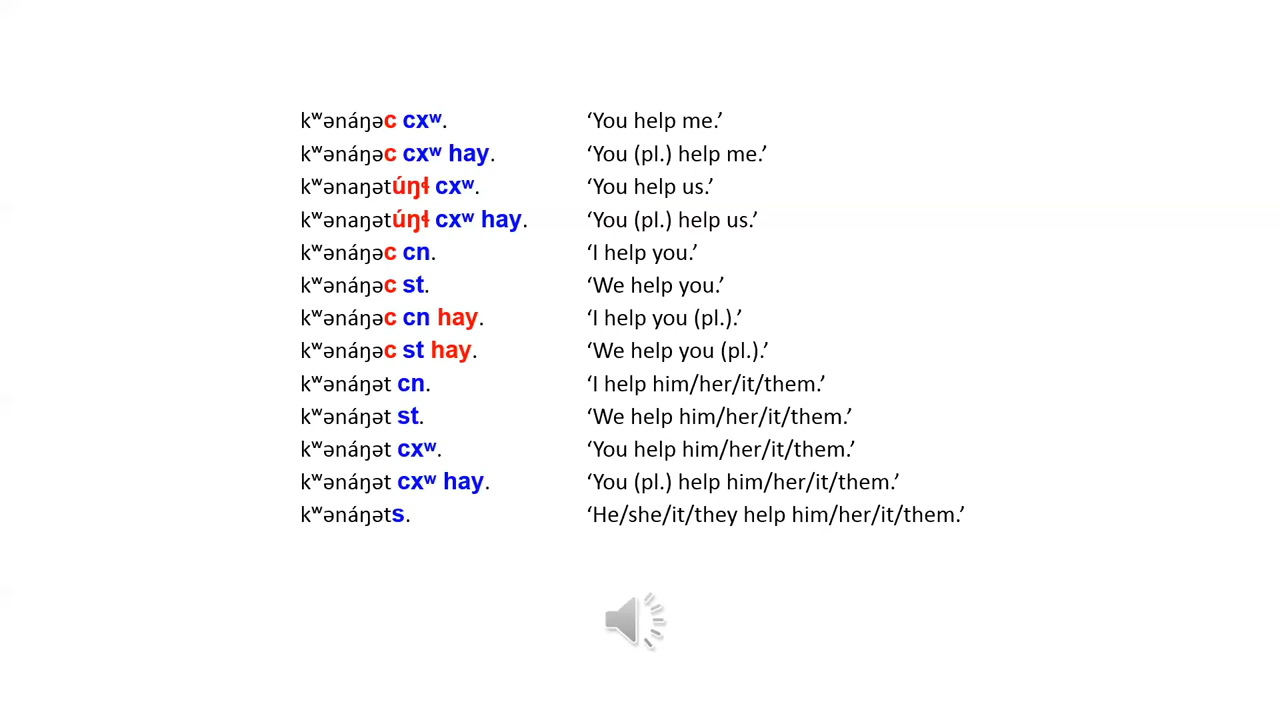 kʷənáŋəc cxʷ. ‘You help me.’
kʷənáŋəc cxʷ hay. ‘You (pl.) help me.’
kʷənaŋətúŋɬ cxʷ. ‘You help us.’
kʷənaŋətúŋɬ cxʷ hay. ‘You (pl.) help us.’
kʷənáŋəc cn. ‘I help you.’
kʷənáŋəc st. ‘We help you.’
kʷənáŋəc cn hay. ‘I help you (pl.).’
kʷənáŋəc st hay. ‘We help you (pl.).’
kʷənáŋət cn. ‘I help him/her/it/them.’
kʷənáŋət st. ‘We help him/her/it/them.’
kʷənáŋət cxʷ. ‘You help him/her/it/them.’
kʷənáŋət cxʷ hay. ‘You (pl.) help him/her/it/them.’
kʷənáŋəts. ‘He/she/it/they help him/her/it/them.’